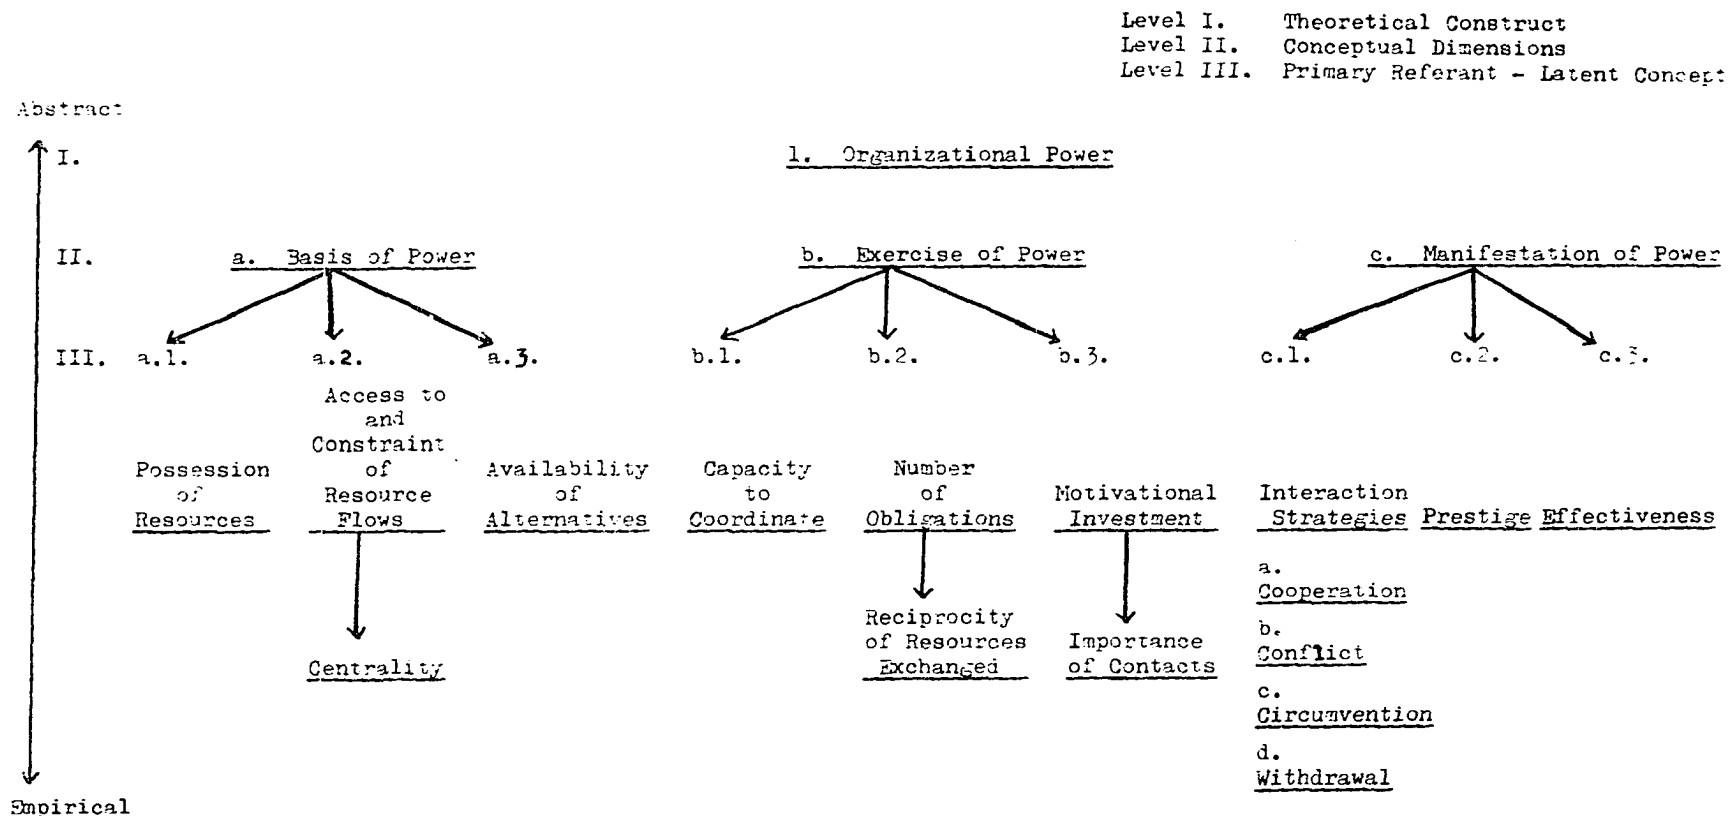 Level I. Theoretical Construct
Level II. Conceptual Dimensions
Level III. Primary Referant - Latent Concept
Abstract
I. 1. Organizational Power
II. a. Basis of Power b. Exercise of Power c. Manifestation of Power
III. a.1. a.2. a.3. b.1. b.2. b.3. c.1. c.2. c.3.
Possession
of
Resources
Access to
and
Constraint
of
Resource
Flows
Availability
of
Alternatives
Capacity
to
Coordinate
Number
of
Obligations
Motivational
Investment
Interaction
Strategies
Prestige
Effectiveness
Centrality
Reciprocity
of Resources
Exchanged
Importance
of Contacts
a.
Cooperation
b.
Conflict
c.
Circumvention
d.
Withdrawal
Empirical